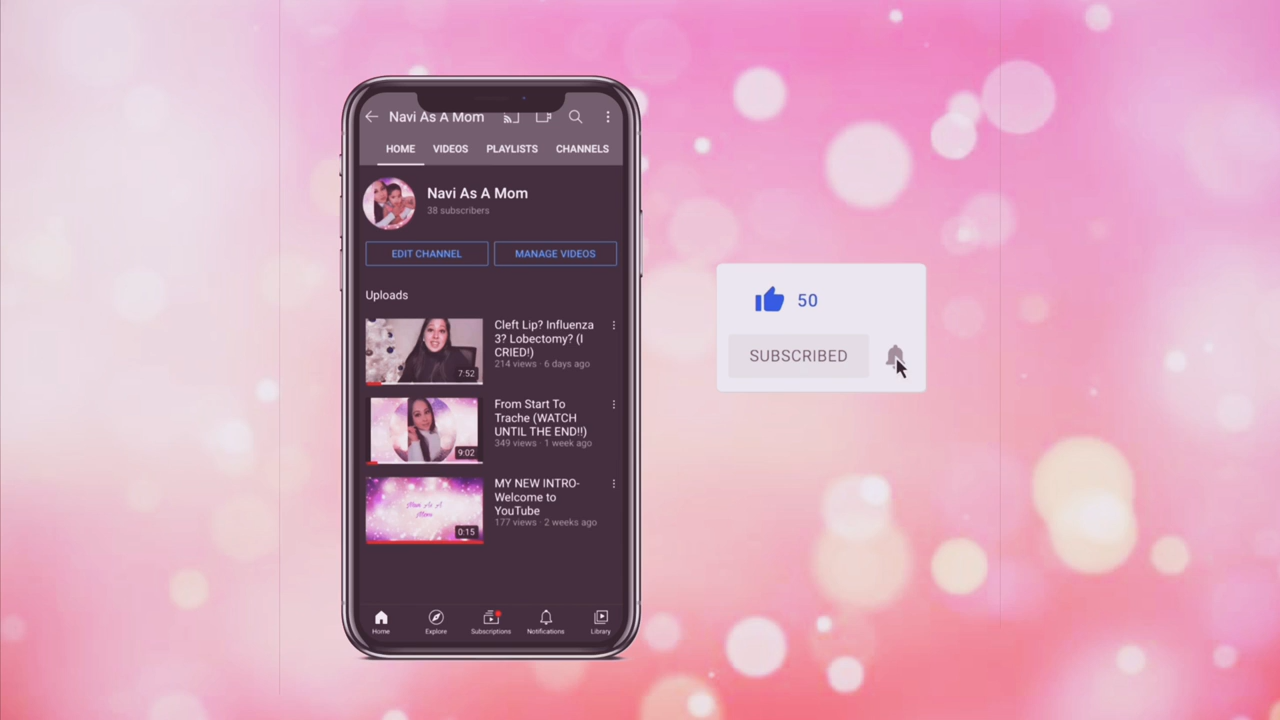 Navi As A Mom
HOME VIDEOS PLAYLISTS CHANNELS
Navi As A Mom
38 subscribers
EDIT CHANNEL MANAGE VIDEOS
Uploads
Cleft Lip? Influenza
3? Lobectomy? (I
CRIED!)
214 views · 6 days ago
7:52
From Start To
Trache (WATCH
UNTIL THE END!!)
349 views · 1 week ago
9:02
MY NEW INTRO-
Welcome to
YouTube
177 views · 2 weeks ago
0:15
Home Explore Subscriptions Notifications Library
50
SUBSCRIBED